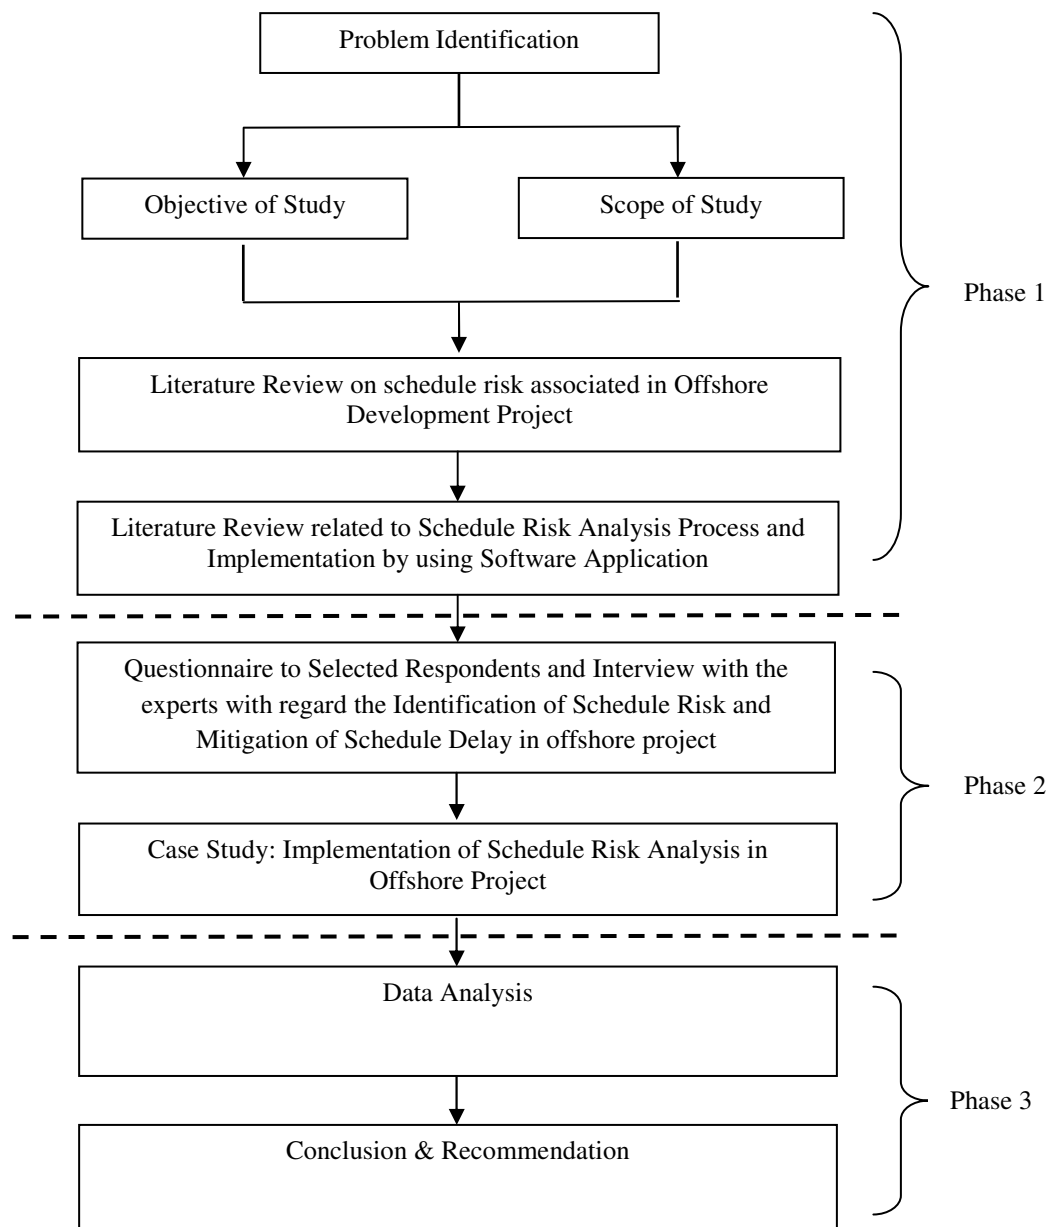 Problem Identification
Objective of Study
Scope of Study
Phase 1
Literature Review on schedule risk associated in Offshore
Development Project
Literature Review related to Schedule Risk Analysis Process and
Implementation by using Software Application
Questionnaire to Selected Respondents and Interview with the
experts with regard the Identification of Schedule Risk and
Mitigation of Schedule Delay in offshore project
Phase 2
Case Study: Implementation of Schedule Risk Analysis in
Offshore Project
Data Analysis
Phase 3
Conclusion & Recommendation